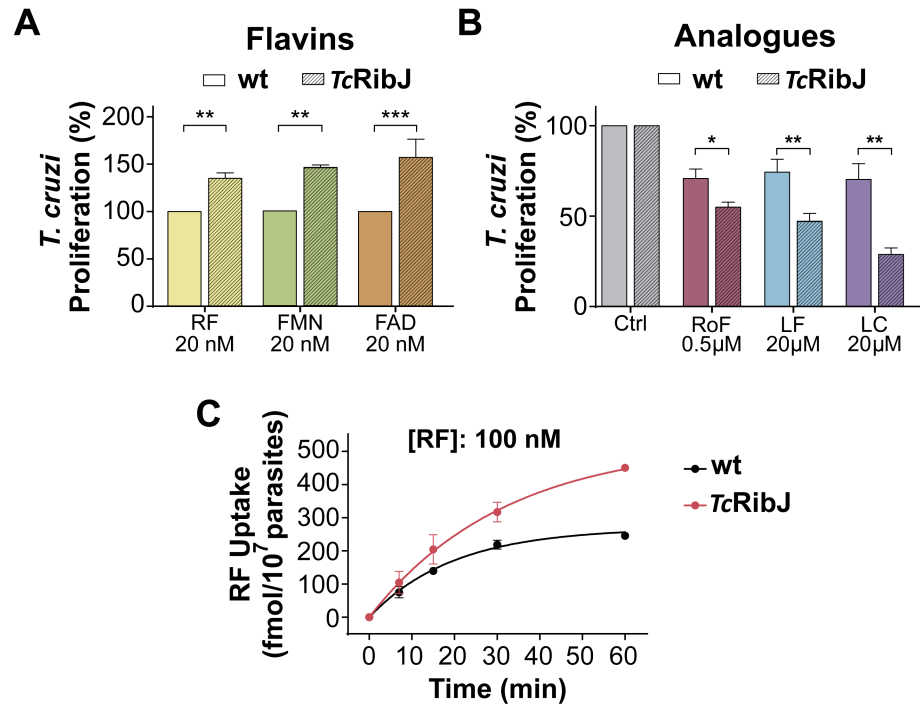 A
Flavins
wt TcRibJ
T. cruzi
Proliferation (%)
200
150
100
50
0
** ** ***
RF FMN FAD
20 nM 20 nM 20 nM
B
Analogues
wt TcRibJ
T. cruzi
Proliferation (%)
100
50
0
* ** **
Ctrl RoF LF LC
0.5μM 20μM 20μM
C
[RF]: 100 nM
RF Uptake
(fmol/10⁷ parasites)
500
400
300
200
100
0
0 10 20 30 40 50 60
Time (min)
wt
TcRibJ